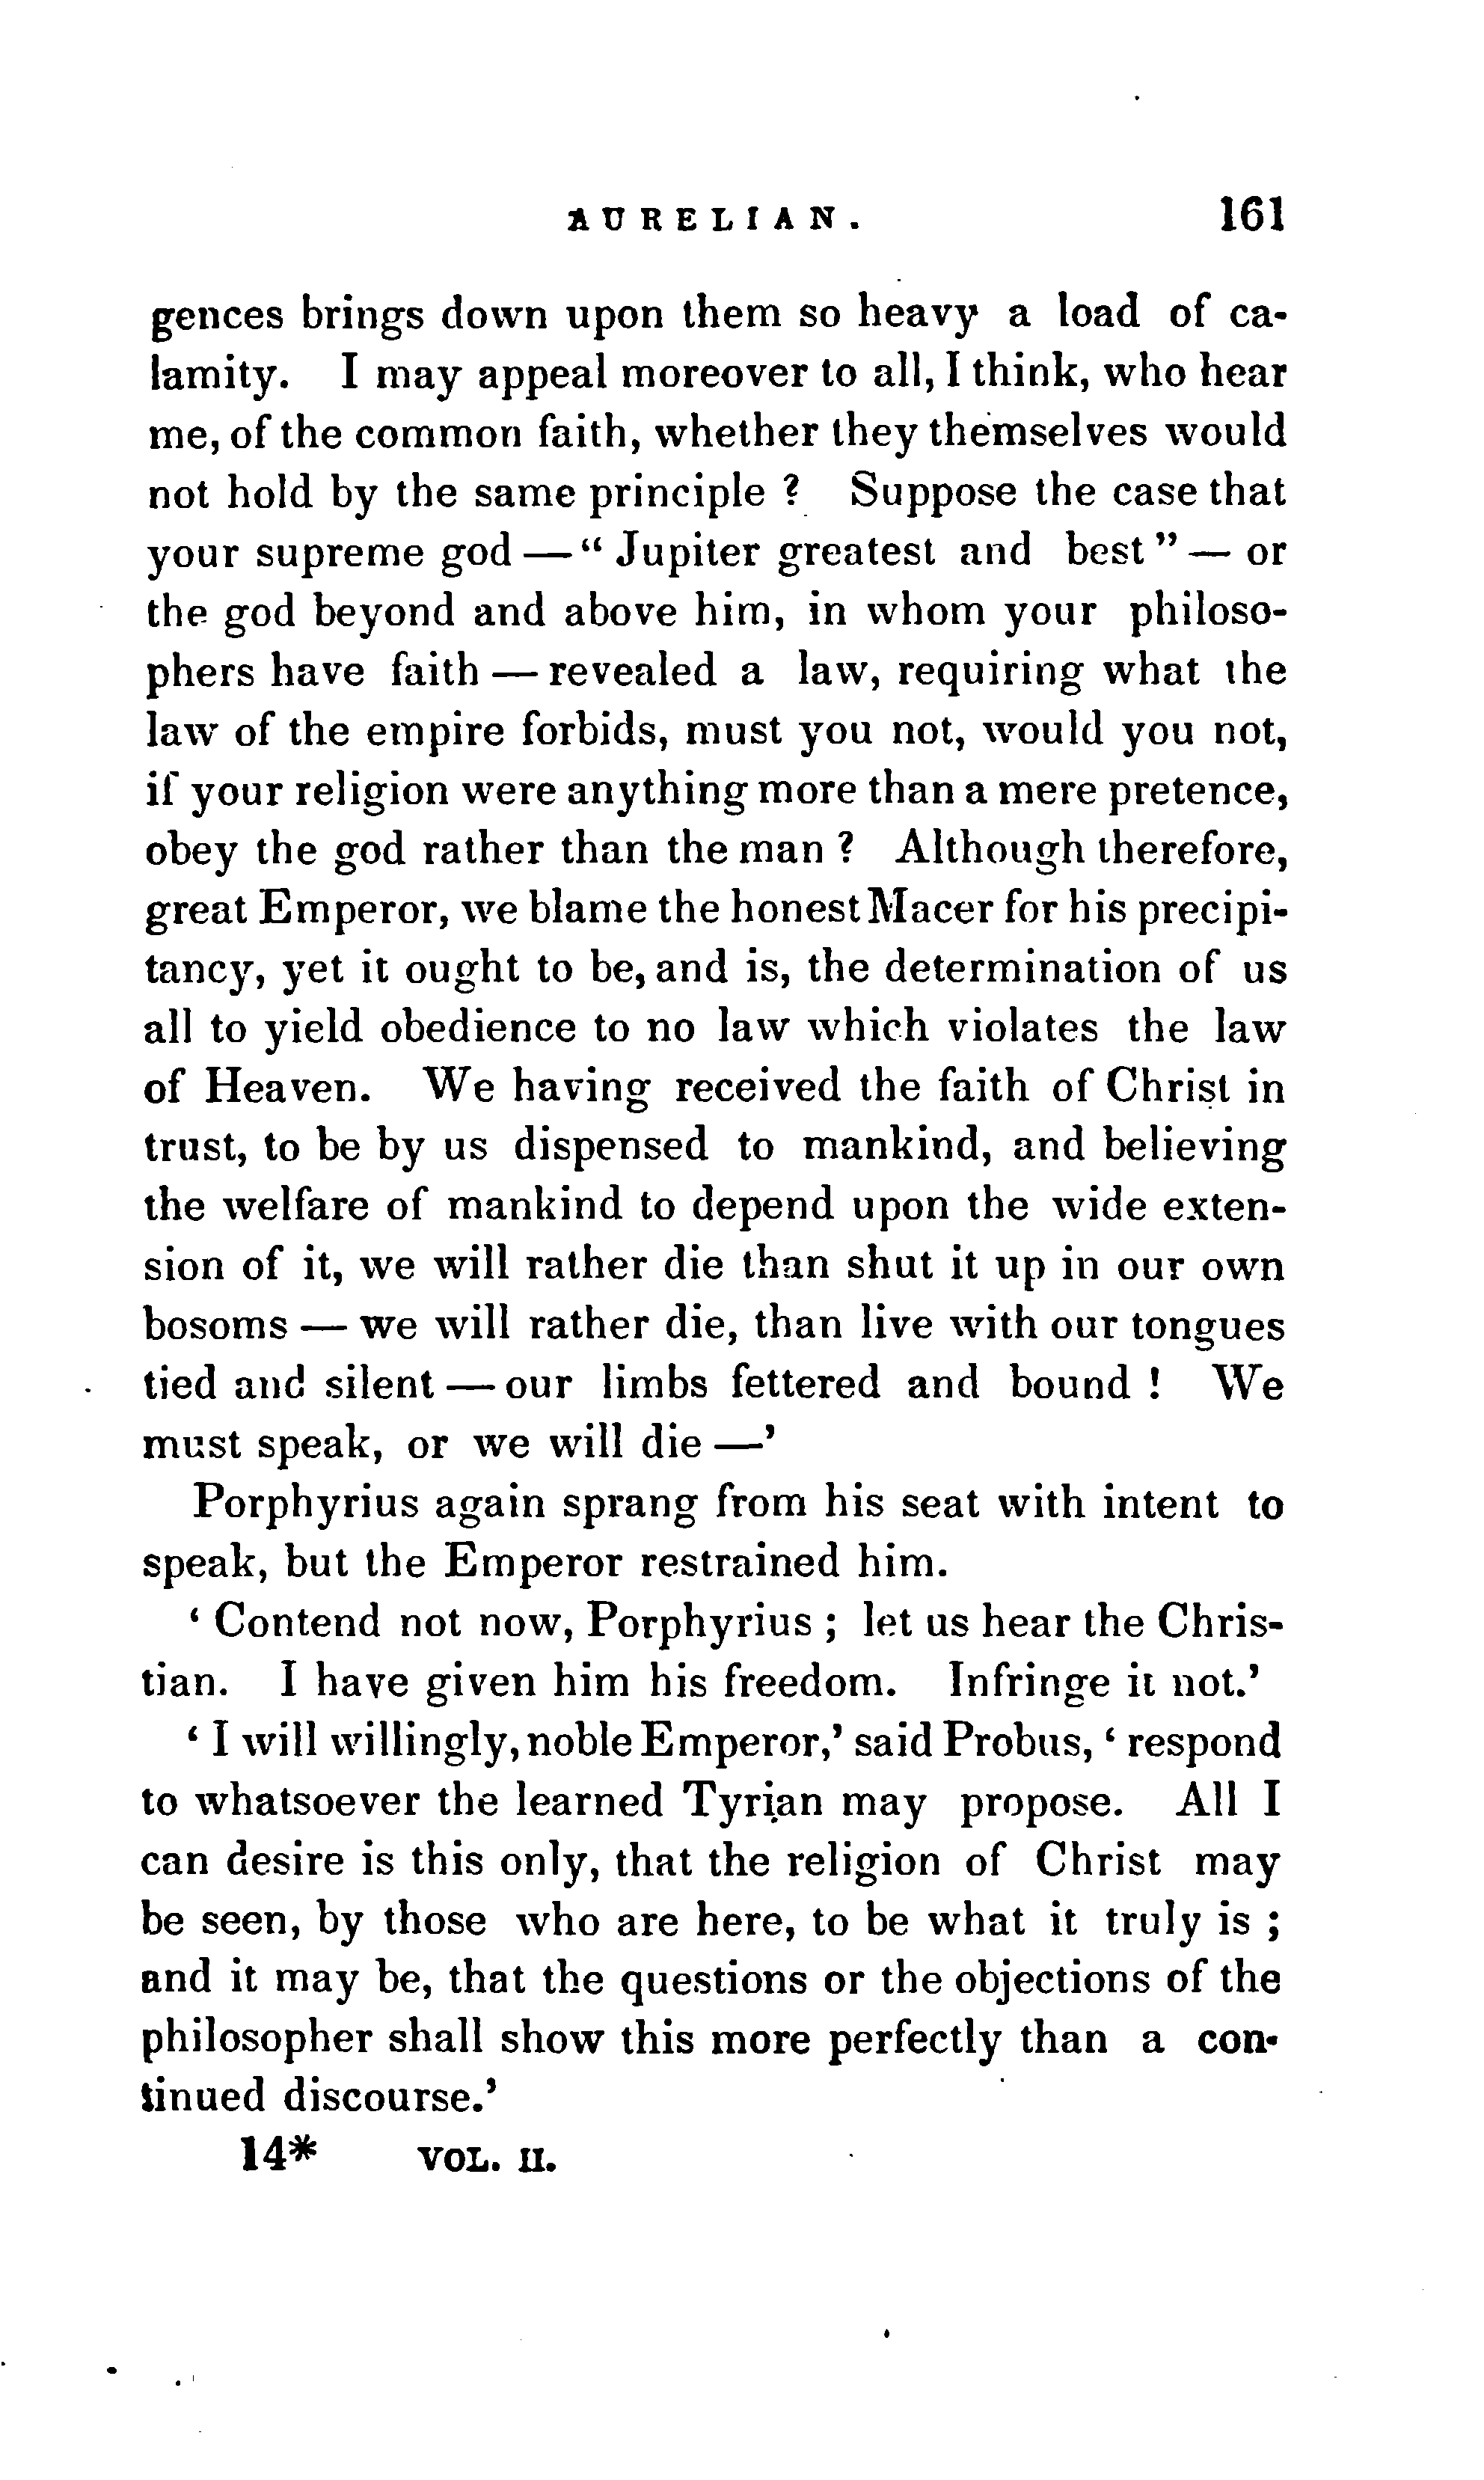 AURELIAN. 161
gences brings down upon them so heavy a load of ca-
lamity. I may appeal moreover to all, I think, who hear
me, of the common faith, whether they themselves would
not hold by the same principle ? Suppose the case that
your supreme god — “ Jupiter greatest and best ” — or
the god beyond and above him, in whom your philoso-
phers have faith — revealed a law, requiring what the
law of the empire forbids, must you not, would you not,
if your religion were anything more than a mere pretence,
obey the god rather than the man ? Although therefore,
great Emperor, we blame the honest Macer for his precipi-
tancy, yet it ought to be, and is, the determination of us
all to yield obedience to no law which violates the law
of Heaven. We having received the faith of Christ in
trust, to be by us dispensed to mankind, and believing
the welfare of mankind to depend upon the wide exten-
sion of it, we will rather die than shut it up in our own
bosoms — we will rather die, than live with our tongues
tied and silent — our limbs fettered and bound ! We
must speak, or we will die —’
Porphyrius again sprang from his seat with intent to
speak, but the Emperor restrained him.
‘ Contend not now, Porphyrius ; let us hear the Chris-
tian. I have given him his freedom. Infringe it not.’
‘ I will willingly, noble Emperor,’ said Probus, ‘ respond
to whatsoever the learned Tyrian may propose. All I
can desire is this only, that the religion of Christ may
be seen, by those who are here, to be what it truly is ;
and it may be, that the questions or the objections of the
philosopher shall show this more perfectly than a con-
tinued discourse.’
14* VOL. II.